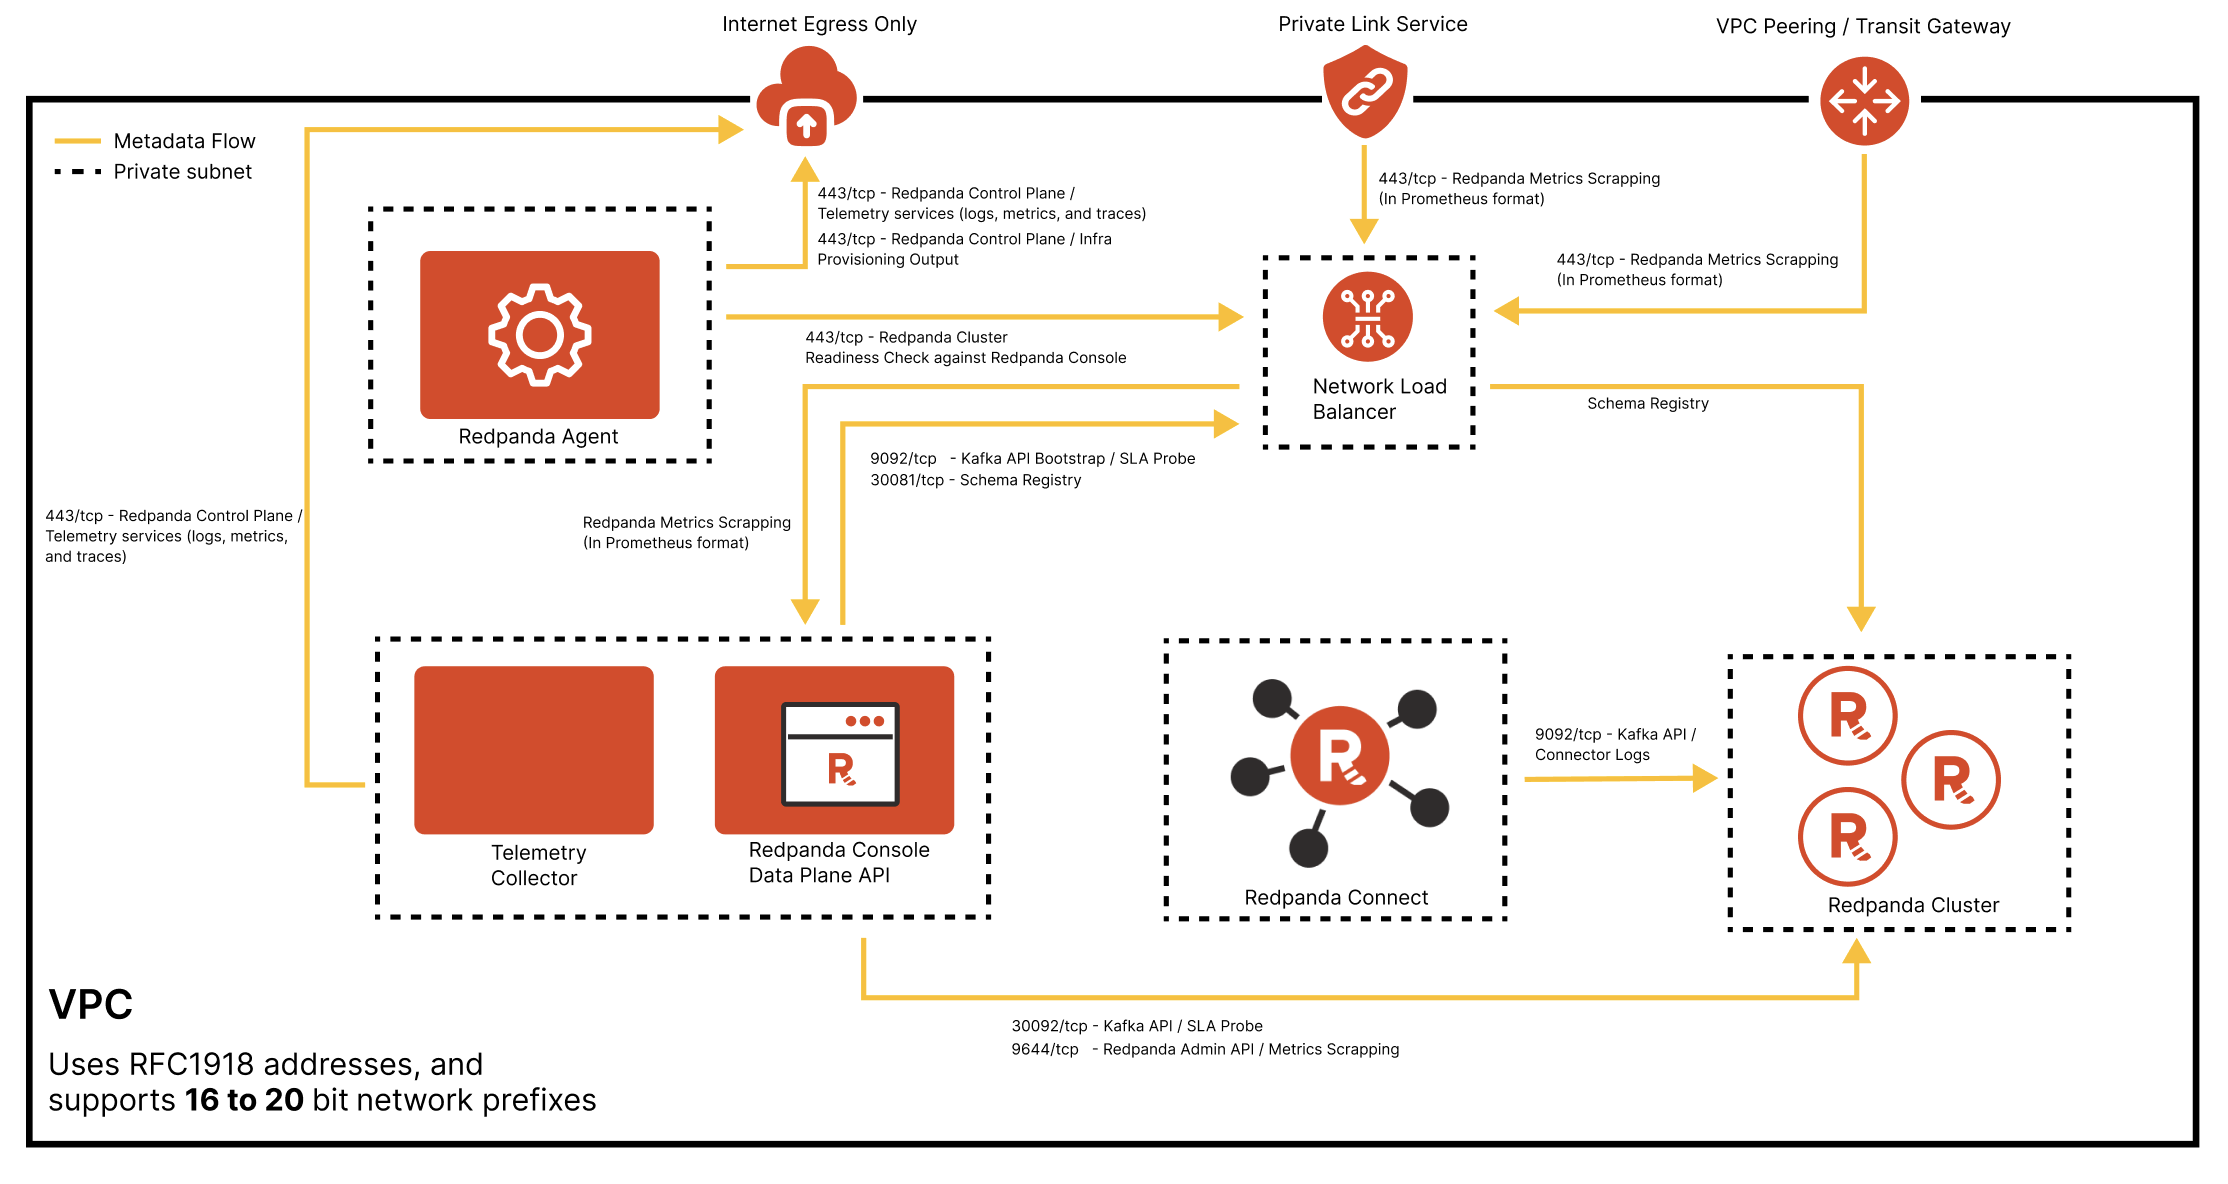 Internet Egress Only
Private Link Service
VPC Peering / Transit Gateway
Metadata Flow
Private subnet
443/tcp - Redpanda Control Plane /
Telemetry services (logs, metrics, and traces)
443/tcp - Redpanda Control Plane / Infra
Provisioning Output
443/tcp - Redpanda Metrics Scrapping
(In Prometheus format)
443/tcp - Redpanda Metrics Scrapping
(In Prometheus format)
Redpanda Agent
443/tcp - Redpanda Cluster
Readiness Check against Redpanda Console
Network Load
Balancer
Schema Registry
9092/tcp - Kafka API Bootstrap / SLA Probe
30081/tcp - Schema Registry
443/tcp - Redpanda Control Plane /
Telemetry services (logs, metrics,
and traces)
Redpanda Metrics Scrapping
(In Prometheus format)
Telemetry
Collector
Redpanda Console
Data Plane API
Redpanda Connect
9092/tcp - Kafka API /
Connector Logs
Redpanda Cluster
30092/tcp - Kafka API / SLA Probe
9644/tcp - Redpanda Admin API / Metrics Scrapping
VPC
Uses RFC1918 addresses, and
supports 16 to 20 bit network prefixes